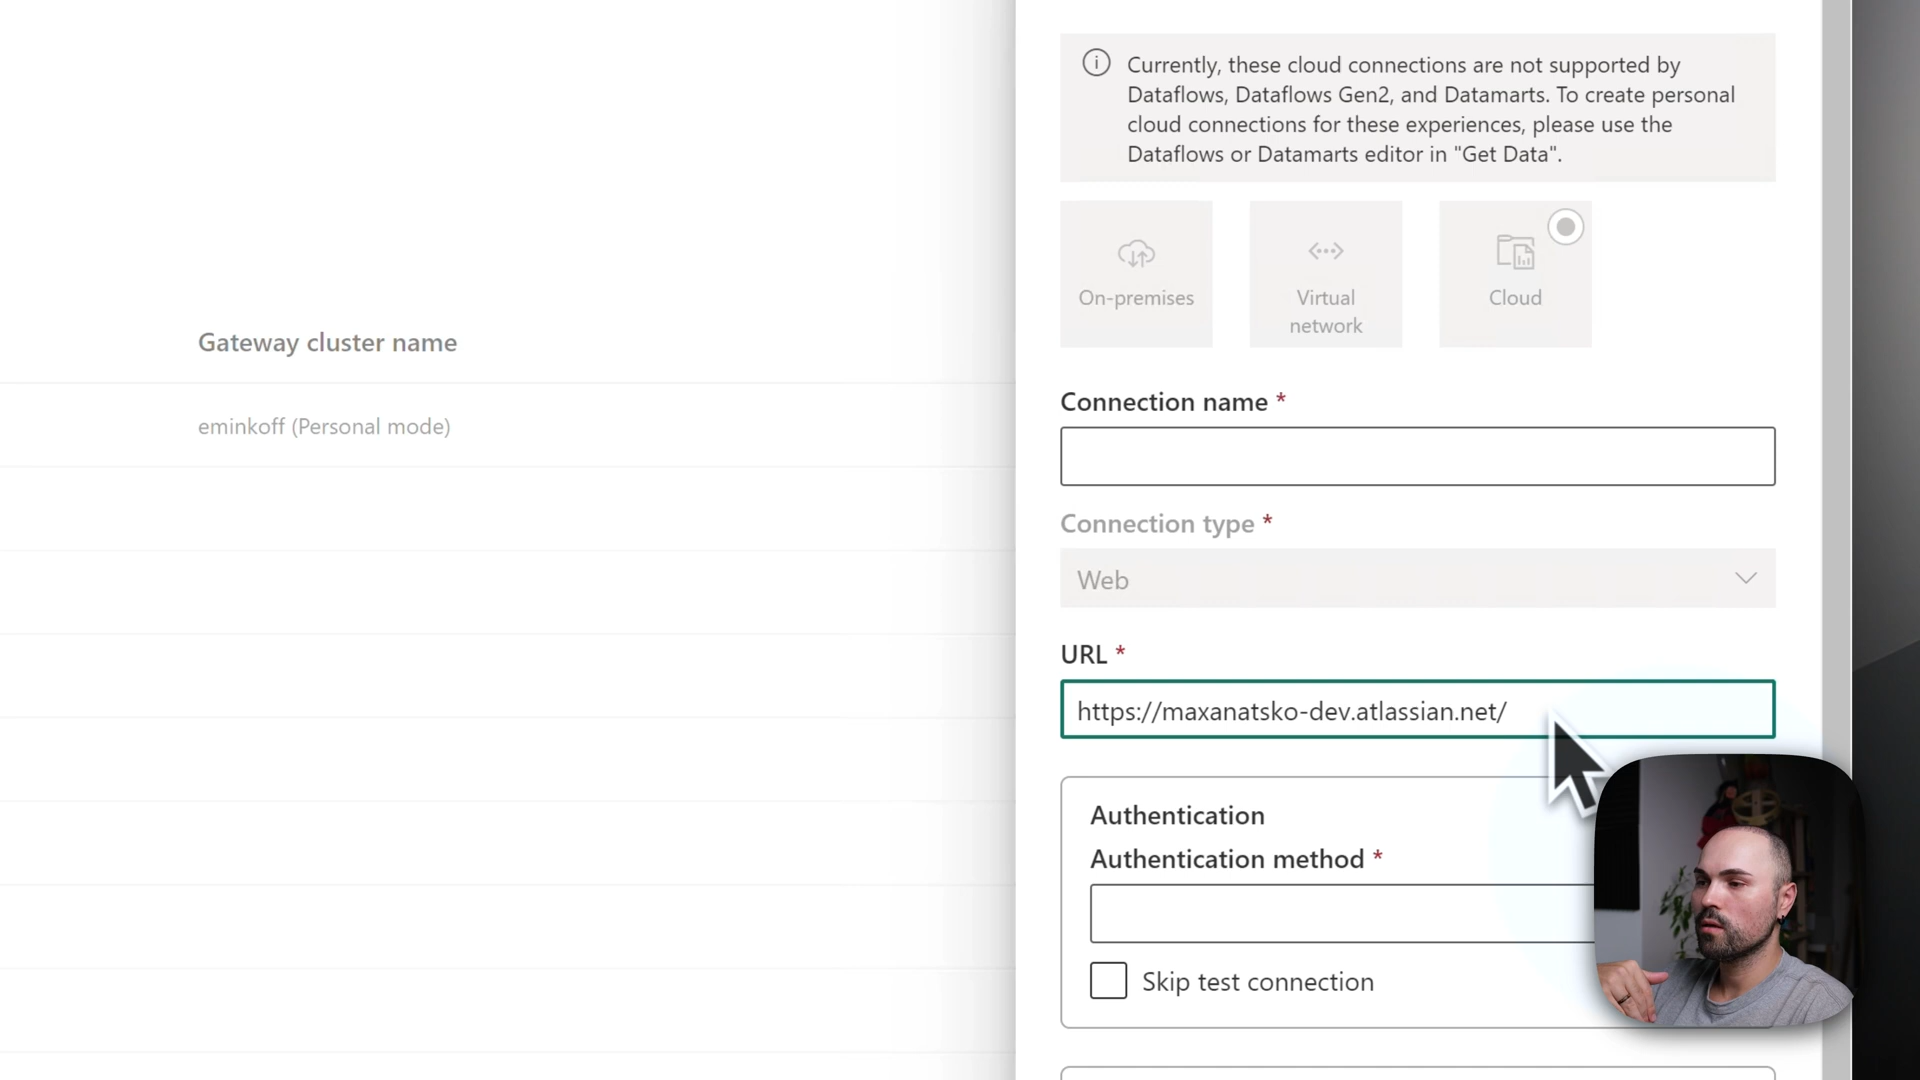 Currently, these cloud connections are not supported by
Dataflows, Dataflows Gen2, and Datamarts. To create personal
cloud connections for these experiences, please use the
Dataflows or Datamarts editor in "Get Data".
On-premises
Virtual
network
Cloud
Gateway cluster name
eminkoff (Personal mode)
Connection name *
Connection type *
Web
URL *
https://maxanatsko-dev.atlassian.net/
Authentication
Authentication method *
Skip test connection